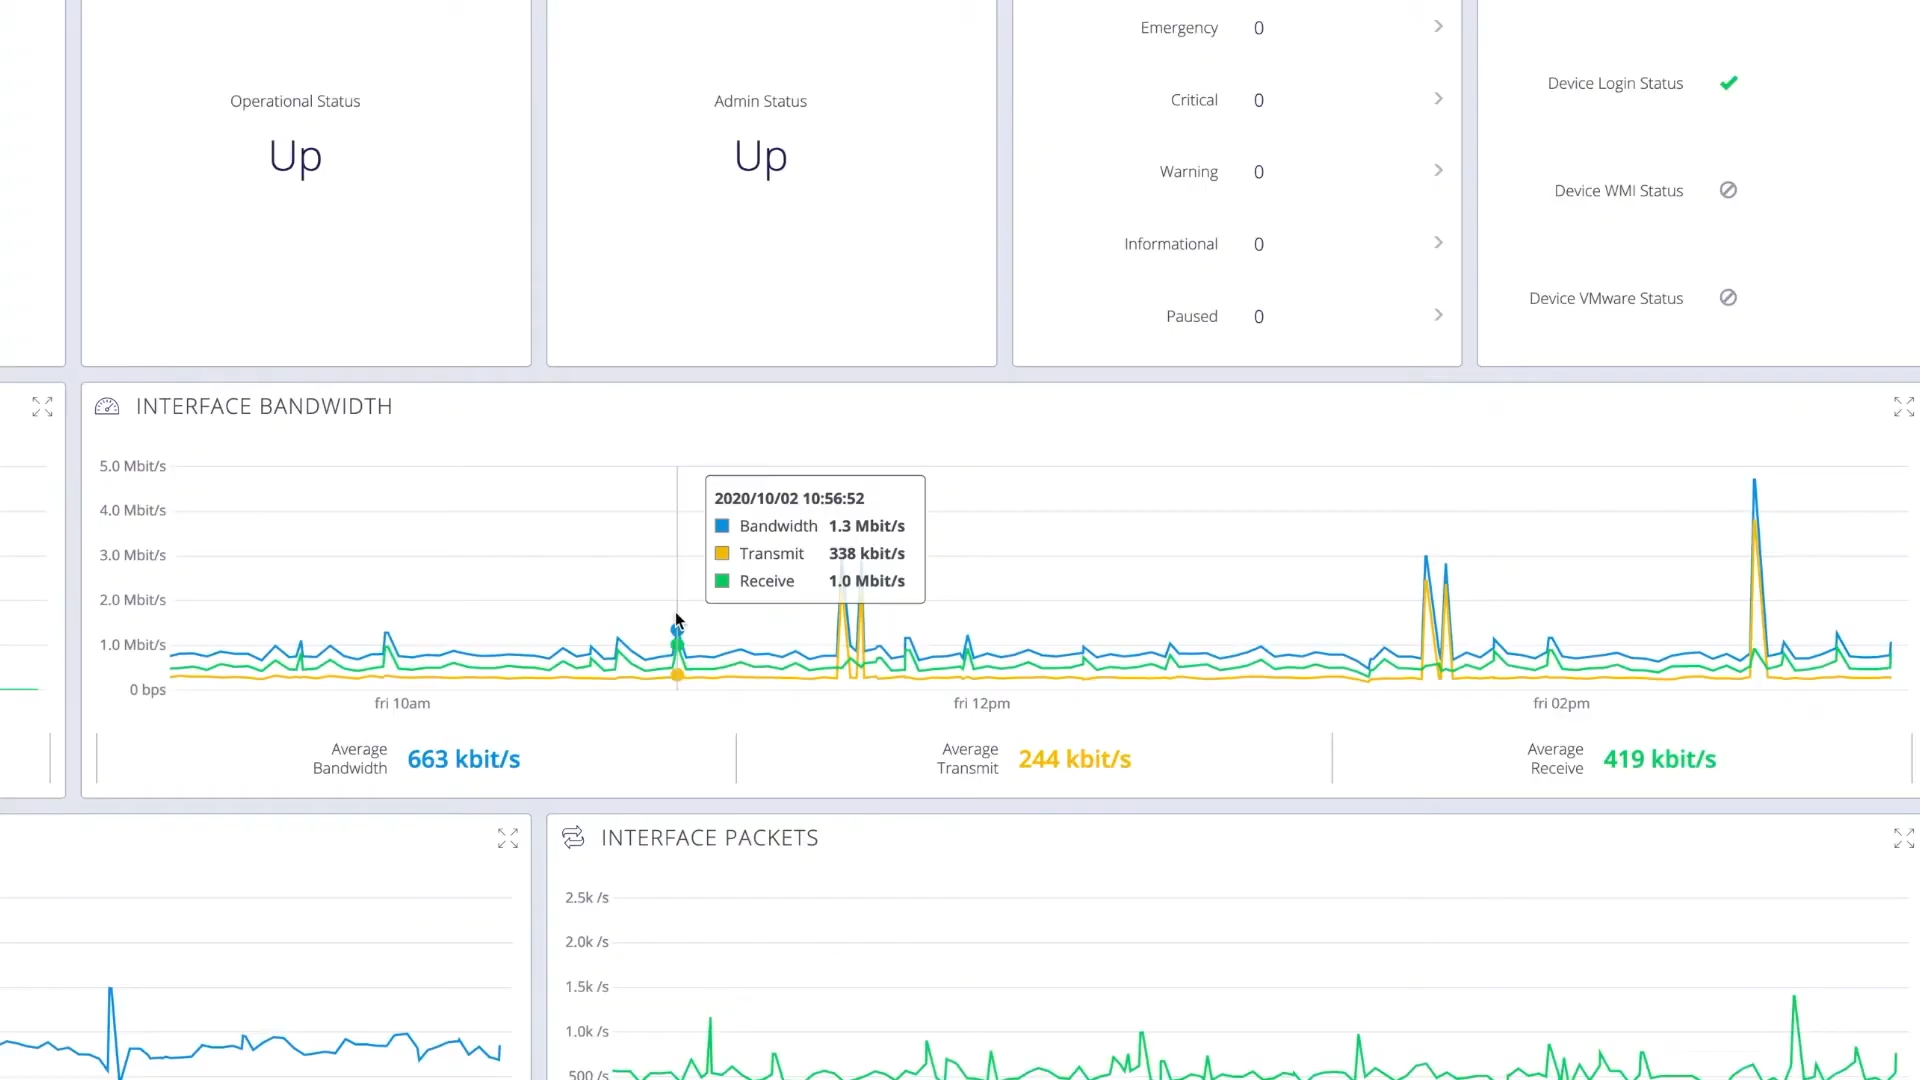 Operational Status
Up
Admin Status
Up
Emergency 0
Critical 0
Warning 0
Informational 0
Paused 0
Device Login Status
Device WMI Status
Device VMware Status
INTERFACE BANDWIDTH
5.0 Mbit/s
4.0 Mbit/s
3.0 Mbit/s
2.0 Mbit/s
1.0 Mbit/s
0 bps
2020/10/02 10:56:52
Bandwidth 1.3 Mbit/s
Transmit 338 kbit/s
Receive 1.0 Mbit/s
fri 10am
fri 12pm
fri 02pm
Average
Bandwidth
663 kbit/s
Average
Transmit
244 kbit/s
Average
Receive
419 kbit/s
INTERFACE PACKETS
2.5k /s
2.0k /s
1.5k /s
1.0k /s
500 /s